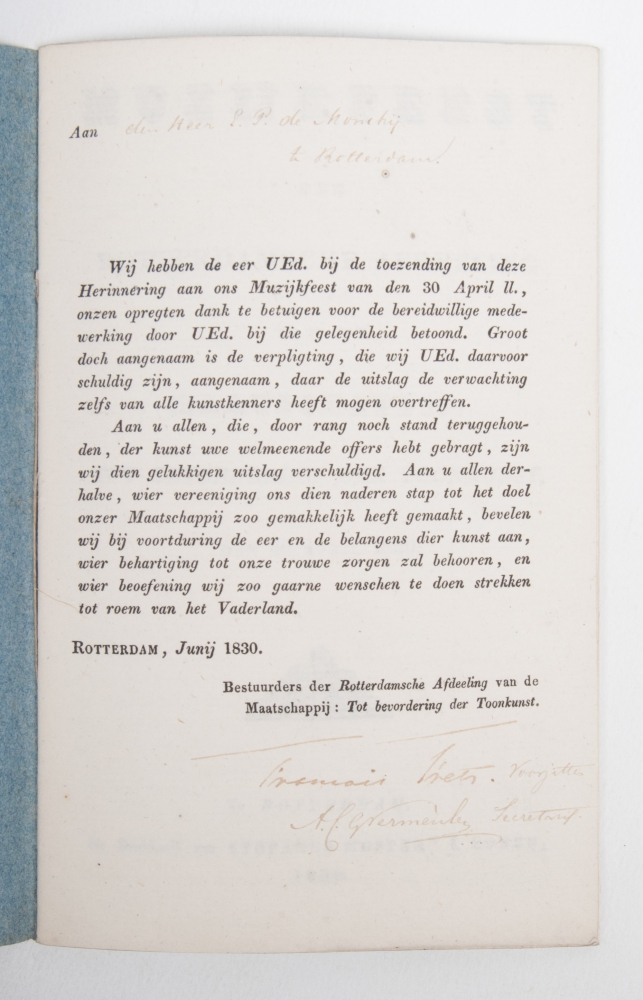 Aan den Heer P. P. de Monchy
te Rotterdam.
Wij hebben de eer UEd. bij de toezending van deze
Herinnering aan ons Muzijkfeest van den 30 April ll.,
onzen opregten dank te betuigen voor de bereidwillige mede-
werking door UEd. bij die gelegenheid betoond. Groot
doch aangenaam is de verpligting, die wij UEd. daarvoor
schuldig zijn, aangenaam, daar de uitslag de verwachting
zelfs van alle kunstkenners heeft mogen overtreffen.
Aan u allen, die, door rang noch stand teruggehou-
den, der kunst uwe welmeenende offers hebt gebragt, zijn
wij dien gelukkigen uitslag verschuldigd. Aan u allen der-
halve, wier vereeniging ons dien naderen stap tot het doel
onzer Maatschappij zoo gemakkelijk heeft gemaakt, bevelen
wij bij voortduring de eer en de belangens dier kunst aan,
wier behartiging tot onze trouwe zorgen zal behooren, en
wier beoefening wij zoo gaarne wenschen te doen strekken
tot roem van het Vaderland.
ROTTERDAM, Junij 1830.
Bestuurders der Rotterdamsche Afdeeling van de
Maatschappij: Tot bevordering der Toonkunst.
A. C. G. Vermeulen Secretaris.